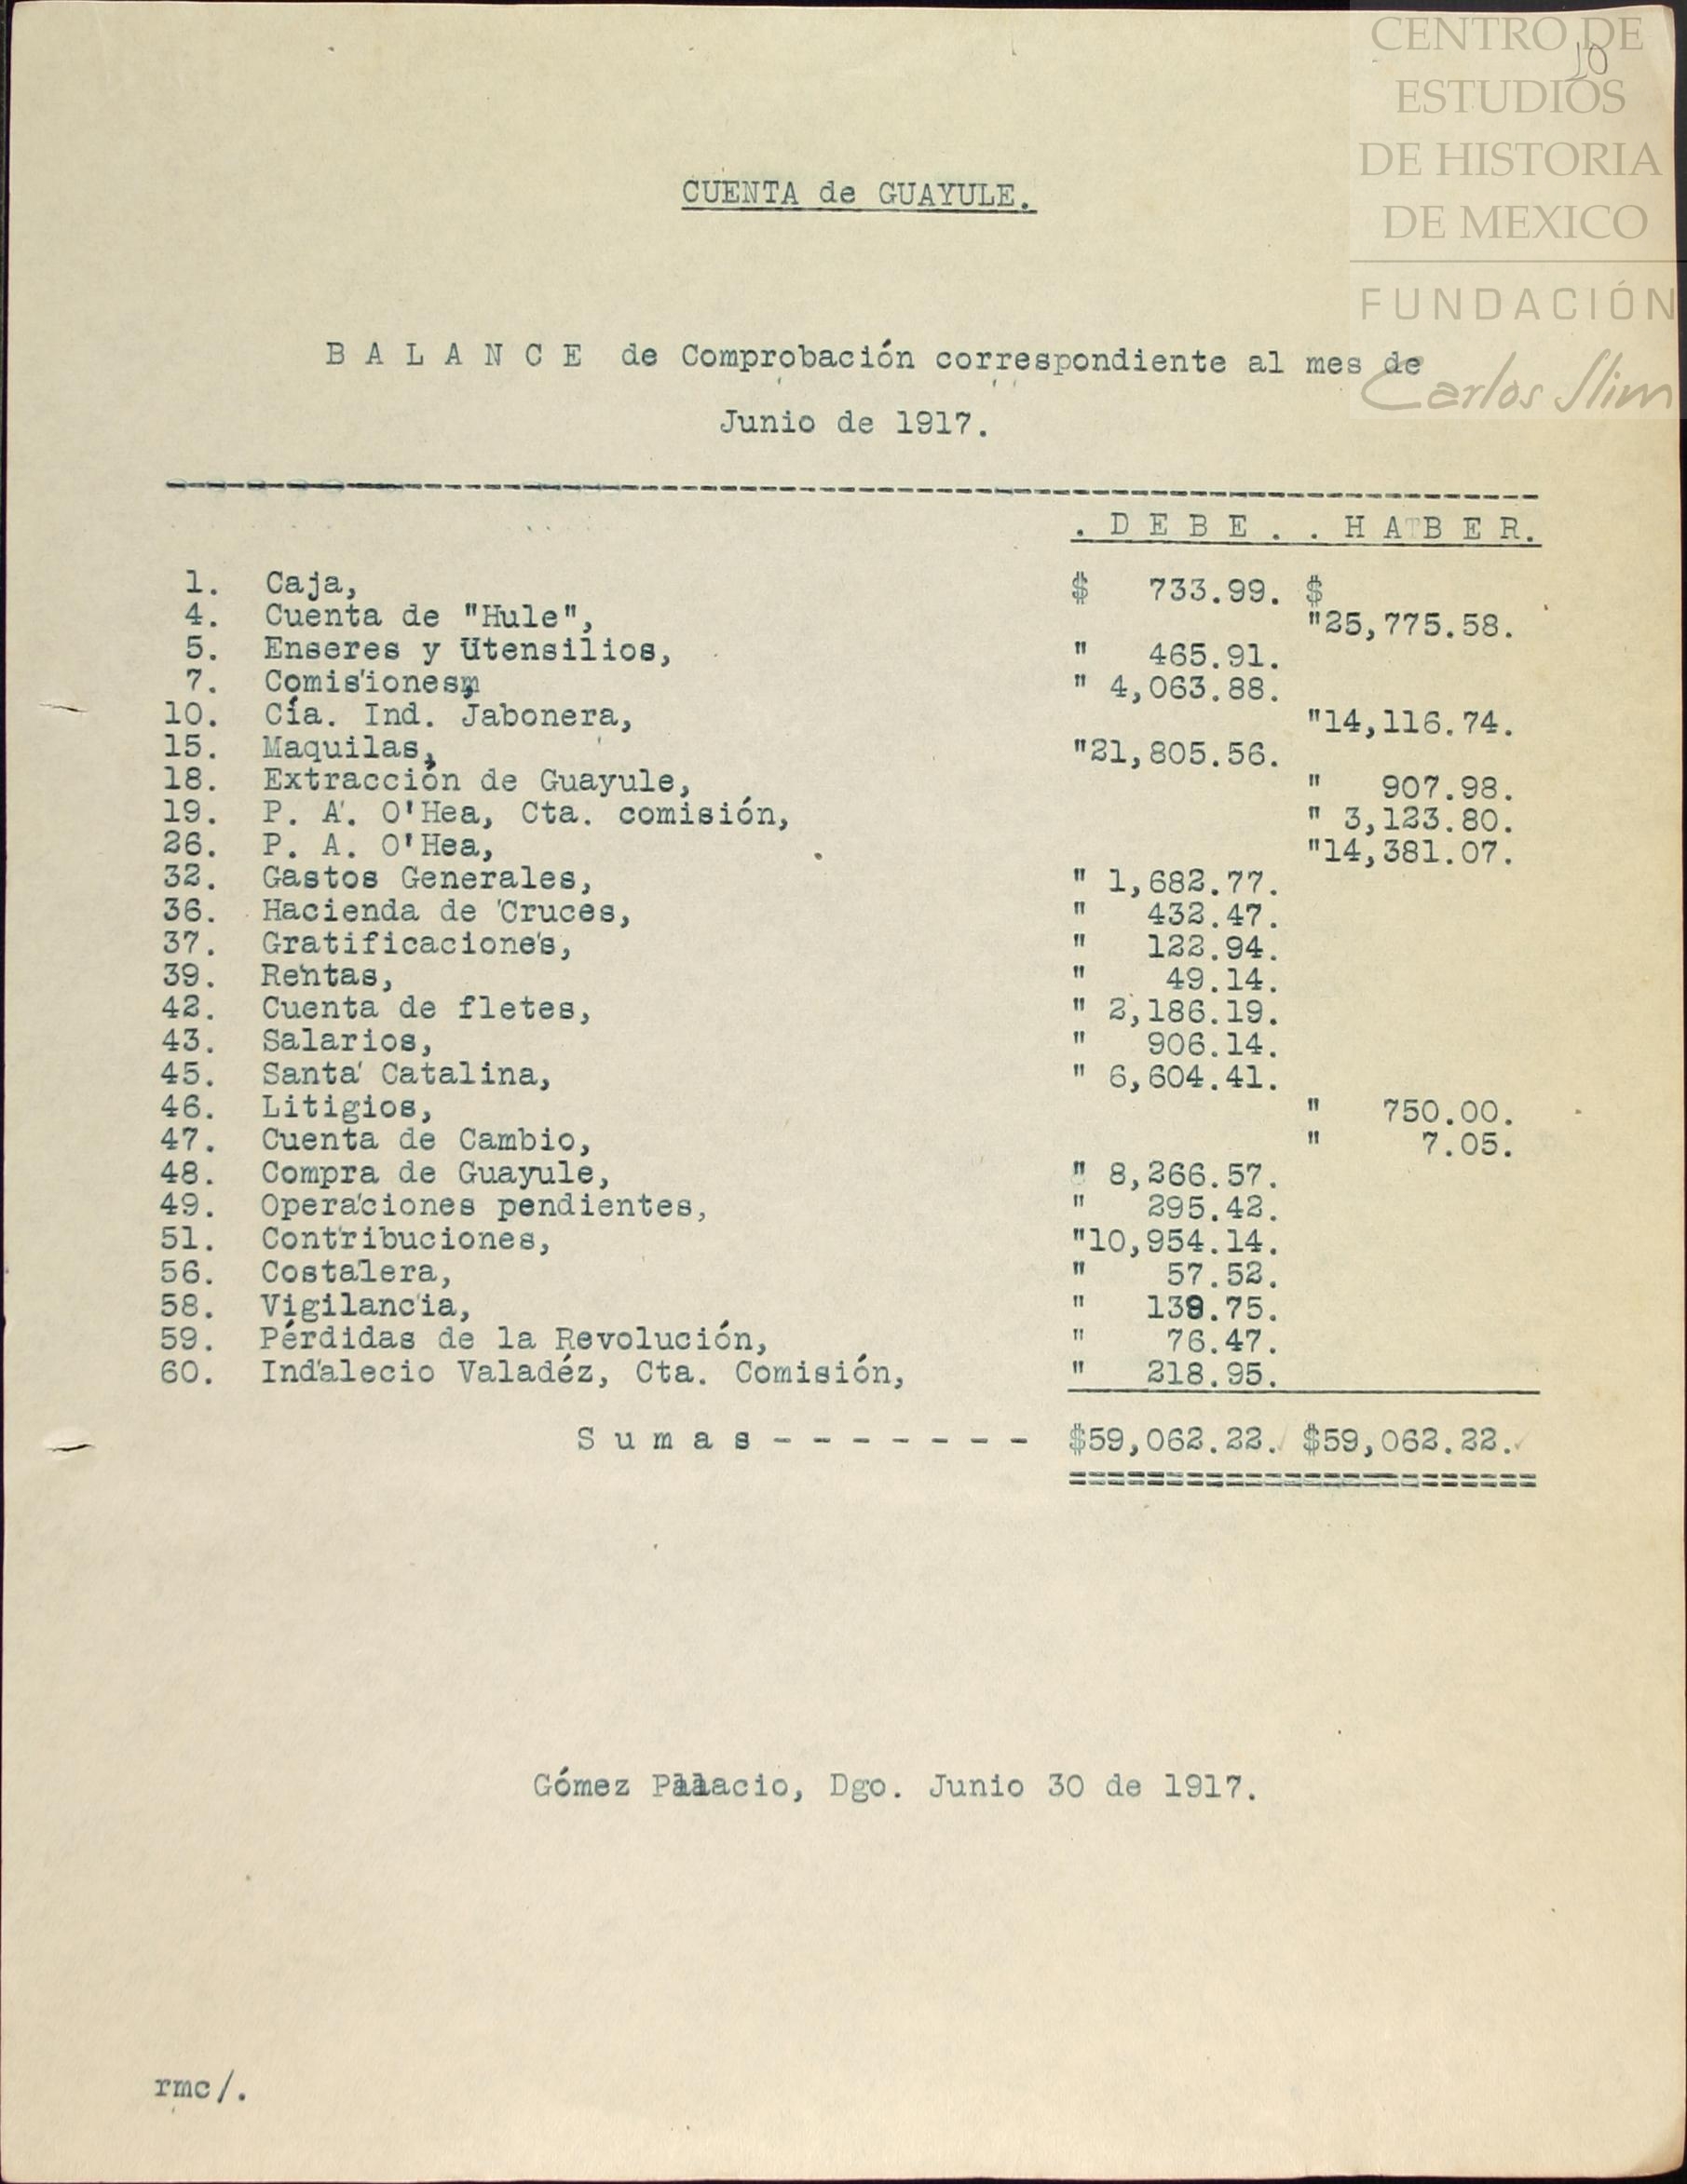 CENTRO DE
10
ESTUDIOS
DE HISTORIA
DE MEXICO
FUNDACIÓN
Carlos Slim
CUENTA de GUAYULE.
B A L A N C E de Comprobación correspondiente al mes de
Junio de 1917.
. D E B E . . H A B E R.
1. Caja, $ 733.99. $
4. Cuenta de "Hule", "25,775.58.
5. Enseres y Utensilios, " 465.91.
7. Comisiones, " 4,063.88.
10. Cía. Ind. Jabonera, "14,116.74.
15. Maquilas, "21,805.56.
18. Extracción de Guayule, " 907.98.
19. P. A. O'Hea, Cta. comisión, " 3,123.80.
26. P. A. O'Hea, "14,381.07.
32. Gastos Generales, " 1,682.77.
36. Hacienda de Cruces, " 432.47.
37. Gratificaciones, " 122.94.
39. Rentas, " 49.14.
42. Cuenta de fletes, " 2,186.19.
43. Salarios, " 906.14.
45. Santa Catalina, " 6,604.41.
46. Litigios, " 750.00.
47. Cuenta de Cambio, " 7.05.
48. Compra de Guayule, " 8,266.57.
49. Operaciones pendientes, " 295.42.
51. Contribuciones, "10,954.14.
56. Costalera, " 57.52.
58. Vigilancia, " 139.75.
59. Pérdidas de la Revolución, " 76.47.
60. Indalecio Valadéz, Cta. Comisión, " 218.95.
S u m a s - - - - - - - $59,062.22. $59,062.22.
Gómez Palacio, Dgo. Junio 30 de 1917.
rmc/.